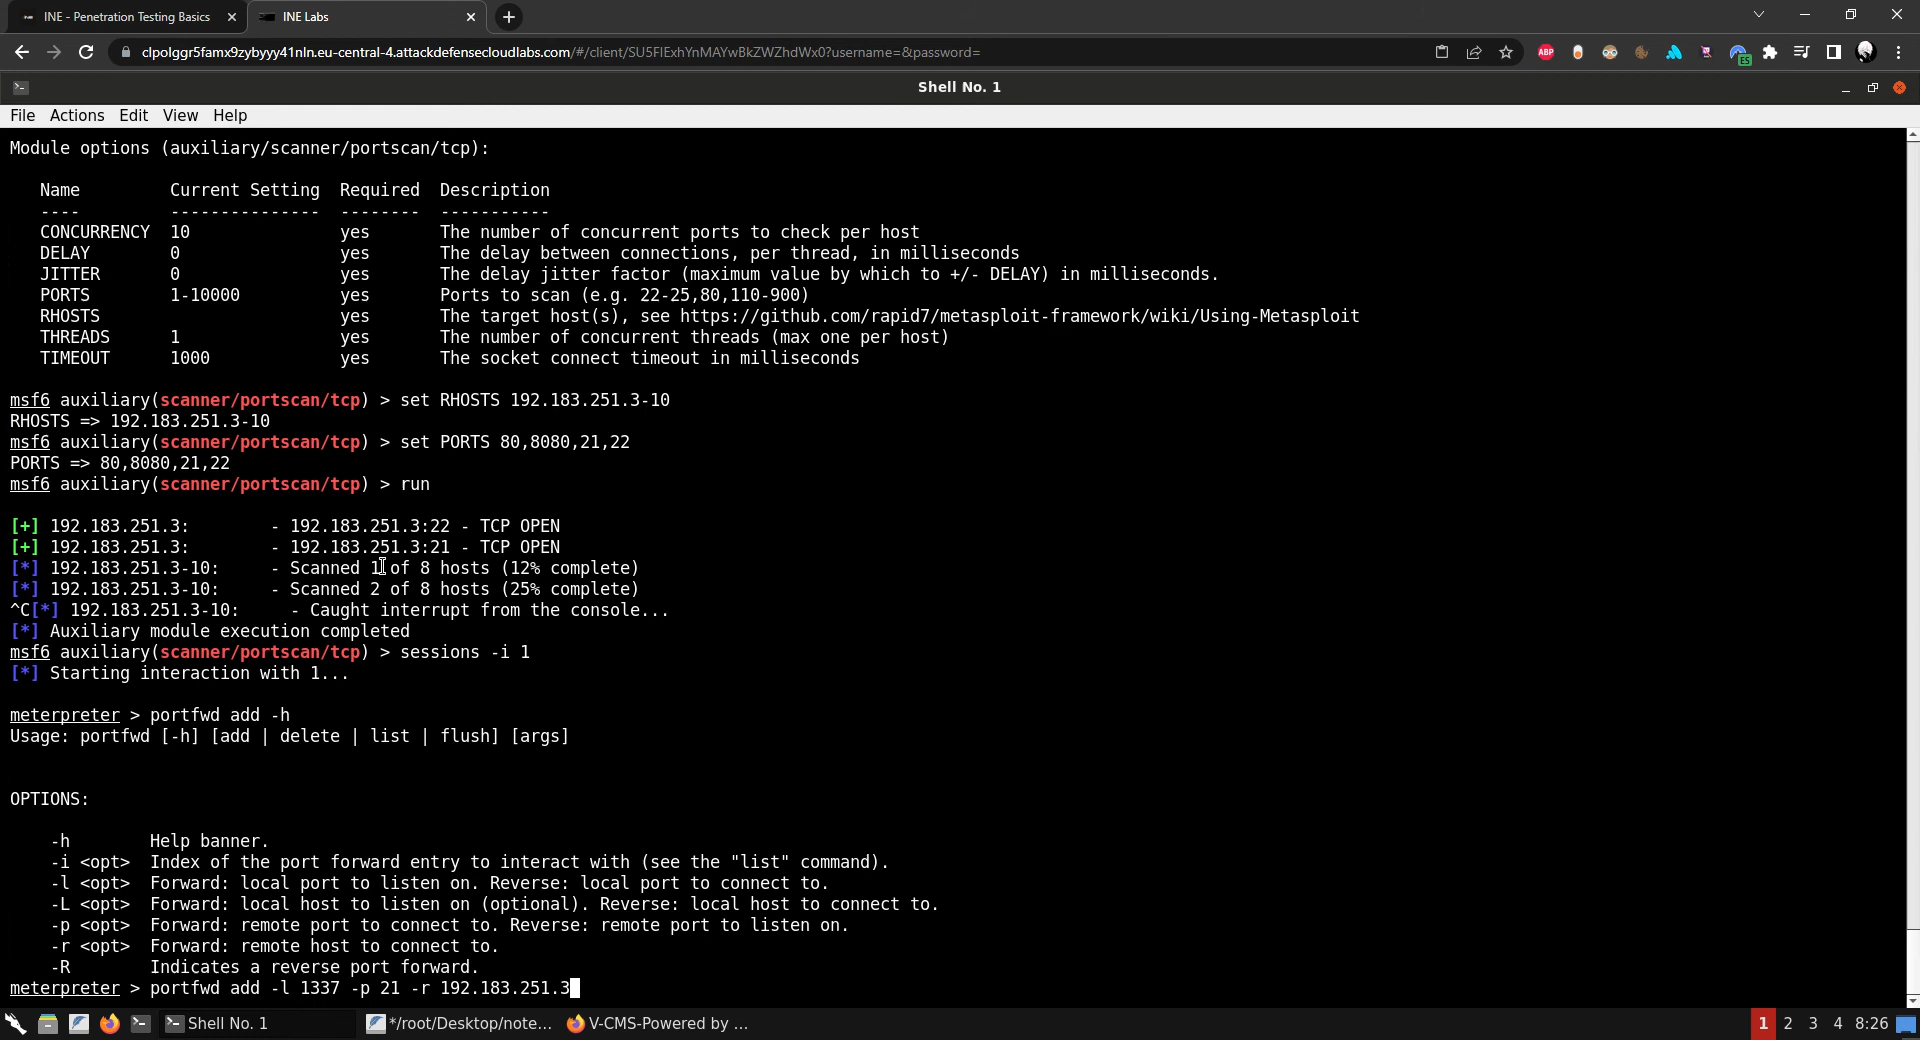 INE - Penetration Testing Basics
INE Labs
clpolggr5famx9zybyyy41nln.eu-central-4.attackdefensecloudlabs.com/#/client/SU5FIExhYnMAYwBkZWZhdWx0?username=&password=
ABP
ES
Shell No. 1
File Actions Edit View Help
Module options (auxiliary/scanner/portscan/tcp):
Name Current Setting Required Description
---- --------------- -------- -----------
CONCURRENCY 10 yes The number of concurrent ports to check per host
DELAY 0 yes The delay between connections, per thread, in milliseconds
JITTER 0 yes The delay jitter factor (maximum value by which to +/- DELAY) in milliseconds.
PORTS 1-10000 yes Ports to scan (e.g. 22-25,80,110-900)
RHOSTS yes The target host(s), see https://github.com/rapid7/metasploit-framework/wiki/Using-Metasploit
THREADS 1 yes The number of concurrent threads (max one per host)
TIMEOUT 1000 yes The socket connect timeout in milliseconds
msf6 auxiliary(scanner/portscan/tcp) > set RHOSTS 192.183.251.3-10
RHOSTS => 192.183.251.3-10
msf6 auxiliary(scanner/portscan/tcp) > set PORTS 80,8080,21,22
PORTS => 80,8080,21,22
msf6 auxiliary(scanner/portscan/tcp) > run
[+] 192.183.251.3: - 192.183.251.3:22 - TCP OPEN
[+] 192.183.251.3: - 192.183.251.3:21 - TCP OPEN
[*] 192.183.251.3-10: - Scanned 1 of 8 hosts (12% complete)
[*] 192.183.251.3-10: - Scanned 2 of 8 hosts (25% complete)
^C[*] 192.183.251.3-10: - Caught interrupt from the console...
[*] Auxiliary module execution completed
msf6 auxiliary(scanner/portscan/tcp) > sessions -i 1
[*] Starting interaction with 1...
meterpreter > portfwd add -h
Usage: portfwd [-h] [add | delete | list | flush] [args]
OPTIONS:
-h Help banner.
-i <opt> Index of the port forward entry to interact with (see the "list" command).
-l <opt> Forward: local port to listen on. Reverse: local port to connect to.
-L <opt> Forward: local host to listen on (optional). Reverse: local host to connect to.
-p <opt> Forward: remote port to connect to. Reverse: remote port to listen on.
-r <opt> Forward: remote host to connect to.
-R Indicates a reverse port forward.
meterpreter > portfwd add -l 1337 -p 21 -r 192.183.251.3
Shell No. 1
*/root/Desktop/note...
V-CMS-Powered by ...
1 2 3 4 8:26